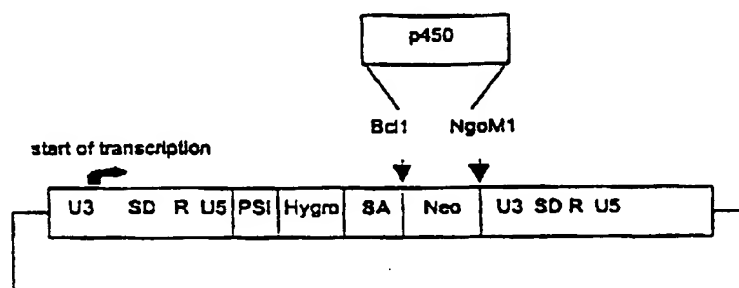 p450
Bcl1 NgoM1
start of transcription
U3 SD R U5 PSI Hygro SA Neo U3 SD R U5